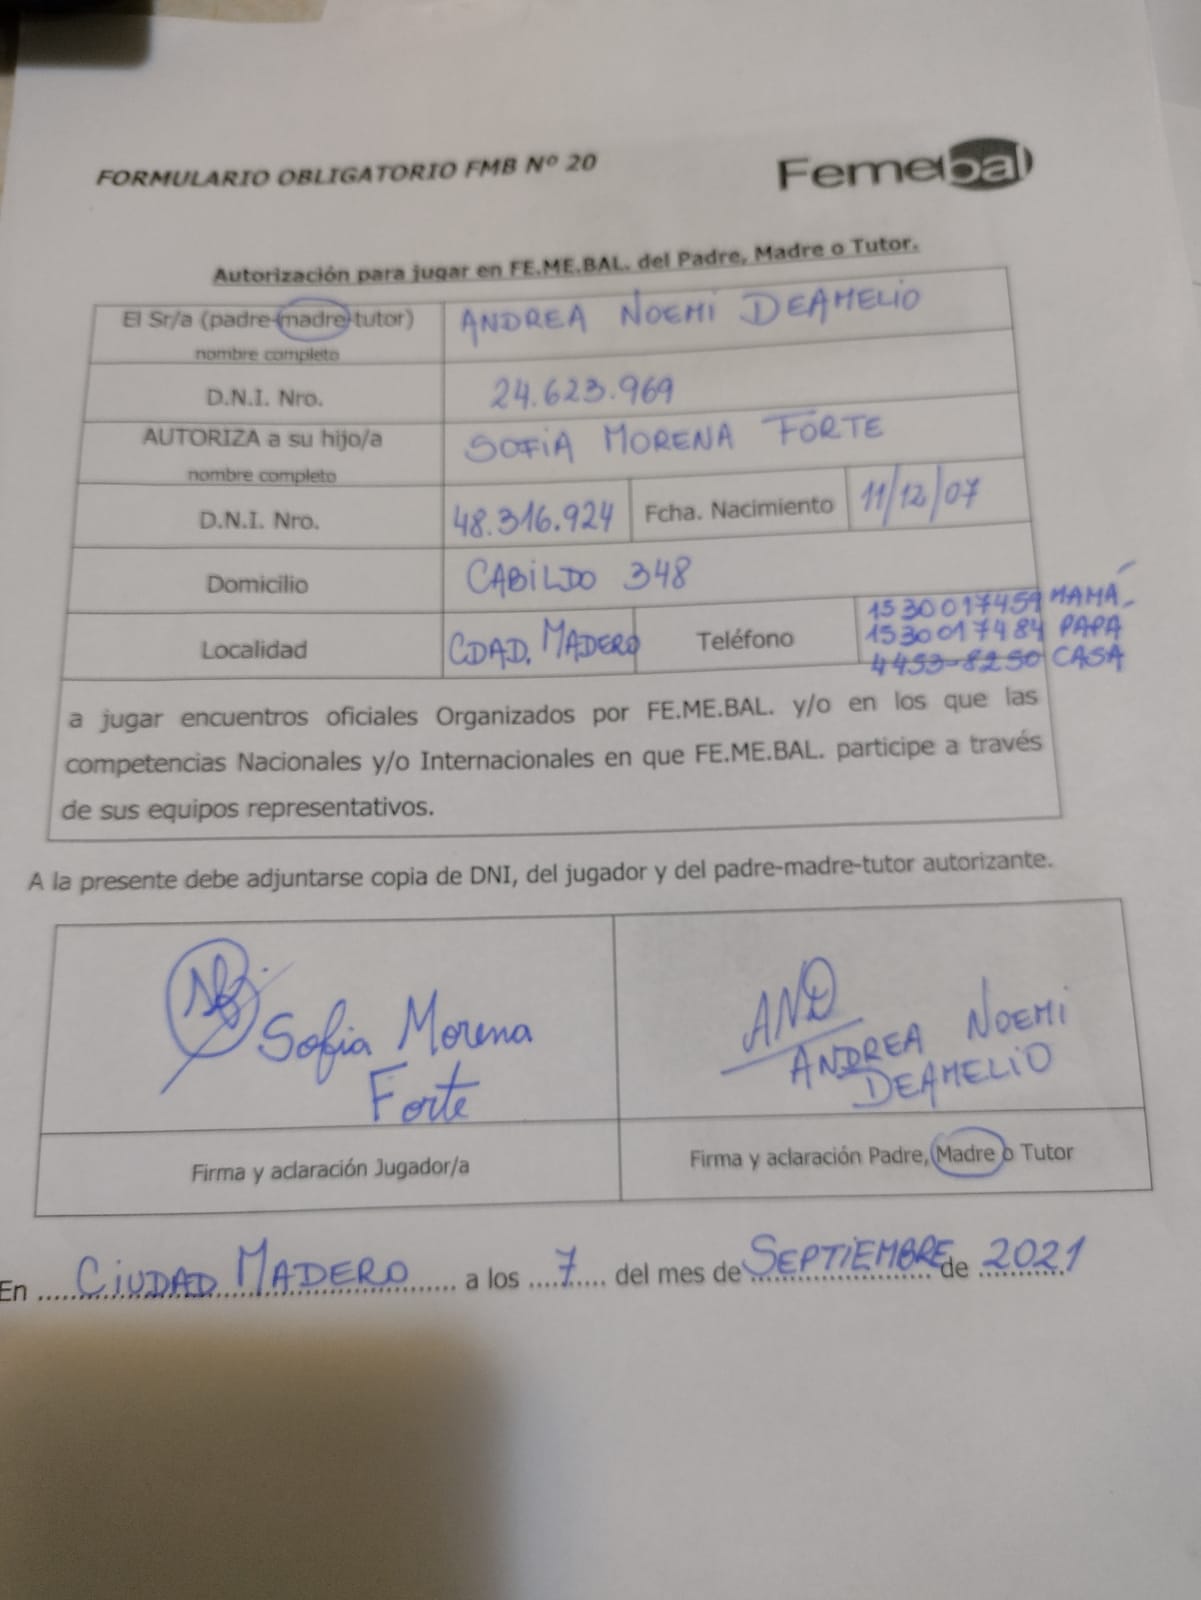 FORMULARIO OBLIGATORIO FMB Nº 20
Femebal
Autorización para jugar en FE.ME.BAL. del Padre, Madre o Tutor.
El Sr/a (padre-madre-tutor) ANDREA NOEMI DEAMELIO
nombre completo
D.N.I. Nro. 24.623.969
AUTORIZA a su hijo/a SOFIA MORENA FORTE
nombre completo
D.N.I. Nro. 48.316.924 Fcha. Nacimiento 11/12/07
Domicilio CABILDO 348
Localidad CDAD. MADERO Teléfono 1530017459 MAMÁ
1530017484 PAPA
4453-8250 CASA
a jugar encuentros oficiales Organizados por FE.ME.BAL. y/o en los que las
competencias Nacionales y/o Internacionales en que FE.ME.BAL. participe a través
de sus equipos representativos.
A la presente debe adjuntarse copia de DNI, del jugador y del padre-madre-tutor autorizante.
Sofia Morena
Forte
AND
ANDREA NOEMI
DEAMELIO
Firma y aclaración Jugador/a
Firma y aclaración Padre, Madre o Tutor
En CIUDAD MADERO a los 7 del mes de SEPTIEMBRE de 2021